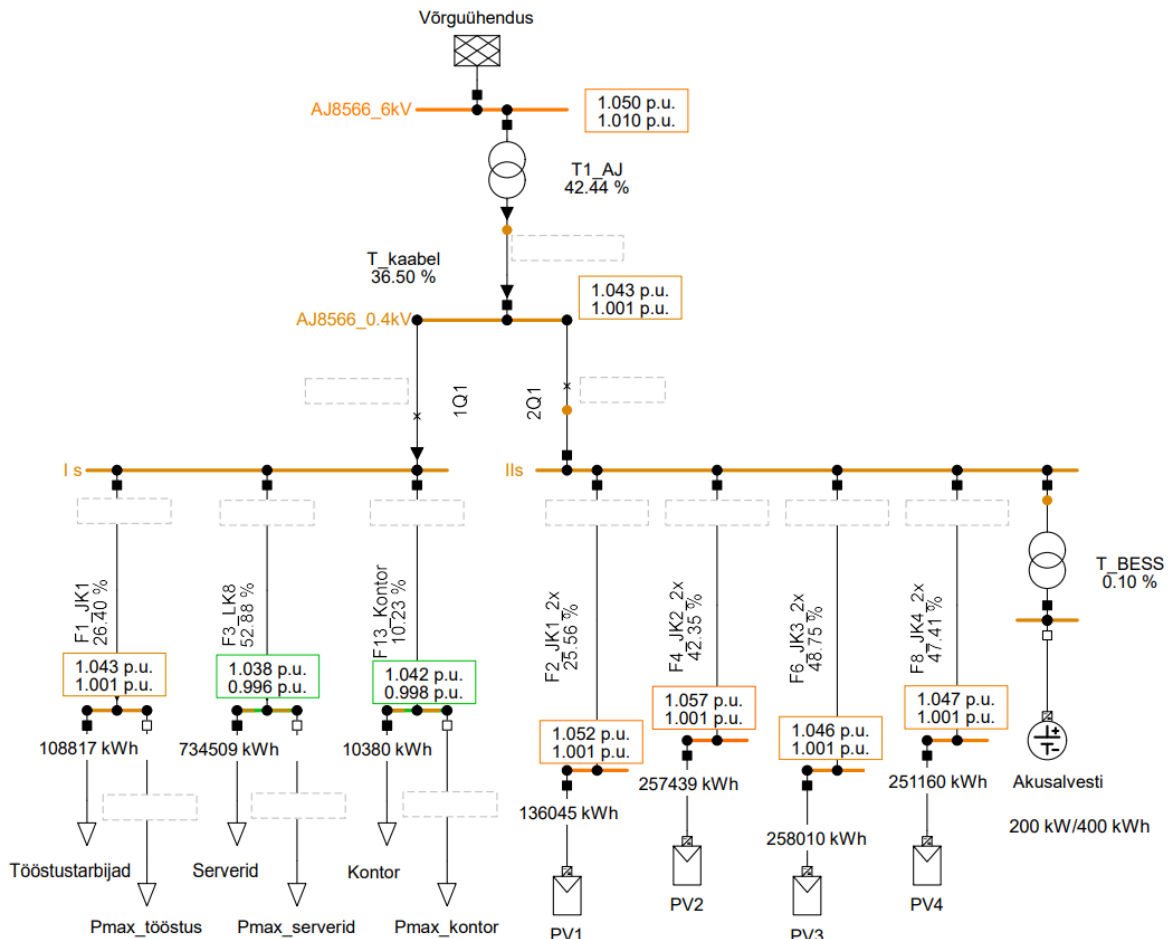 Võrguühendus
AJ8566_6kV
1.050 p.u.
1.010 p.u.
T1_AJ
42.44 %
T_kaabel
36.50 %
1.043 p.u.
1.001 p.u.
AJ8566_0.4kV
1Q1
2Q1
I s
IIs
F1_JK1
26.40 %
F3_LK8
52.88 %
F13_Kontor
10.23 %
F2_JK1_2x
25.56 %
F4_JK2_2x
42.35 %
F6_JK3_2x
48.75 %
F8_JK4_2x
47.41 %
T_BESS
0.10 %
1.043 p.u.
1.001 p.u.
1.038 p.u.
0.996 p.u.
1.042 p.u.
0.998 p.u.
1.052 p.u.
1.001 p.u.
1.057 p.u.
1.001 p.u.
1.046 p.u.
1.001 p.u.
1.047 p.u.
1.001 p.u.
108817 kWh
734509 kWh
10380 kWh
136045 kWh
257439 kWh
258010 kWh
251160 kWh
Akusalvesti
200 kW/400 kWh
Tööstustarbijad
Serverid
Kontor
Pmax_tööstus
Pmax_serverid
Pmax_kontor
PV1
PV2
PV3
PV4